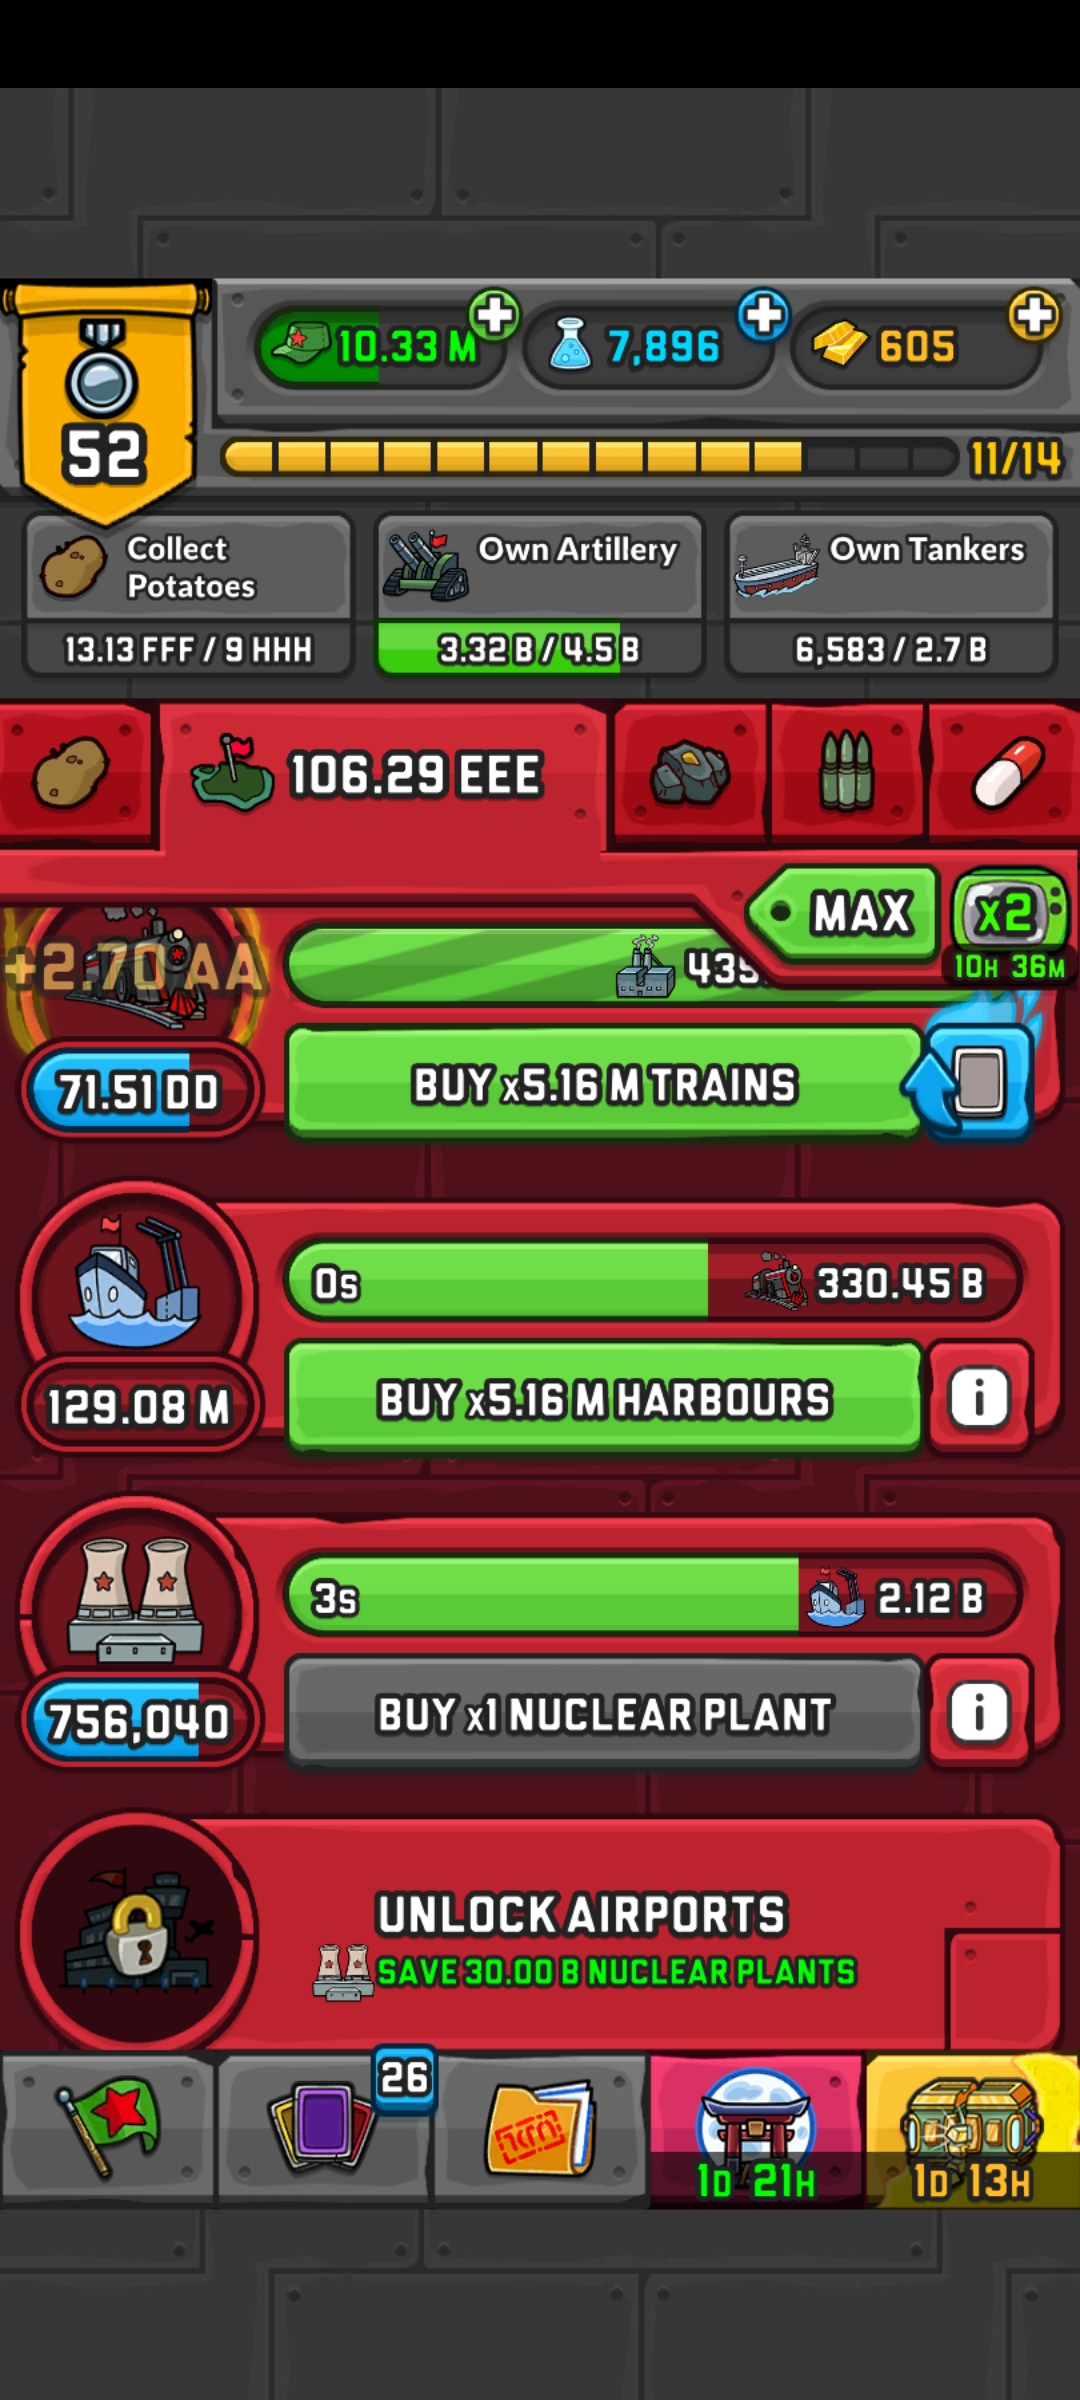 10.33 M
7,896
605
52
11/14
Collect
Potatoes
13.13 FFF / 9 HHH
Own Artillery
3.32 B / 4.5 B
Own Tankers
6,583 / 2.7 B
106.29 EEE
MAX
x2
10H 36M
+2.70 AA
71.51 DD
BUY x5.16 M TRAINS
0s
330.45 B
129.08 M
BUY x5.16 M HARBOURS
i
3s
2.12 B
756,040
BUY x1 NUCLEAR PLANT
i
UNLOCK AIRPORTS
SAVE 30.00 B NUCLEAR PLANTS
26
1D 21H
1D 13H